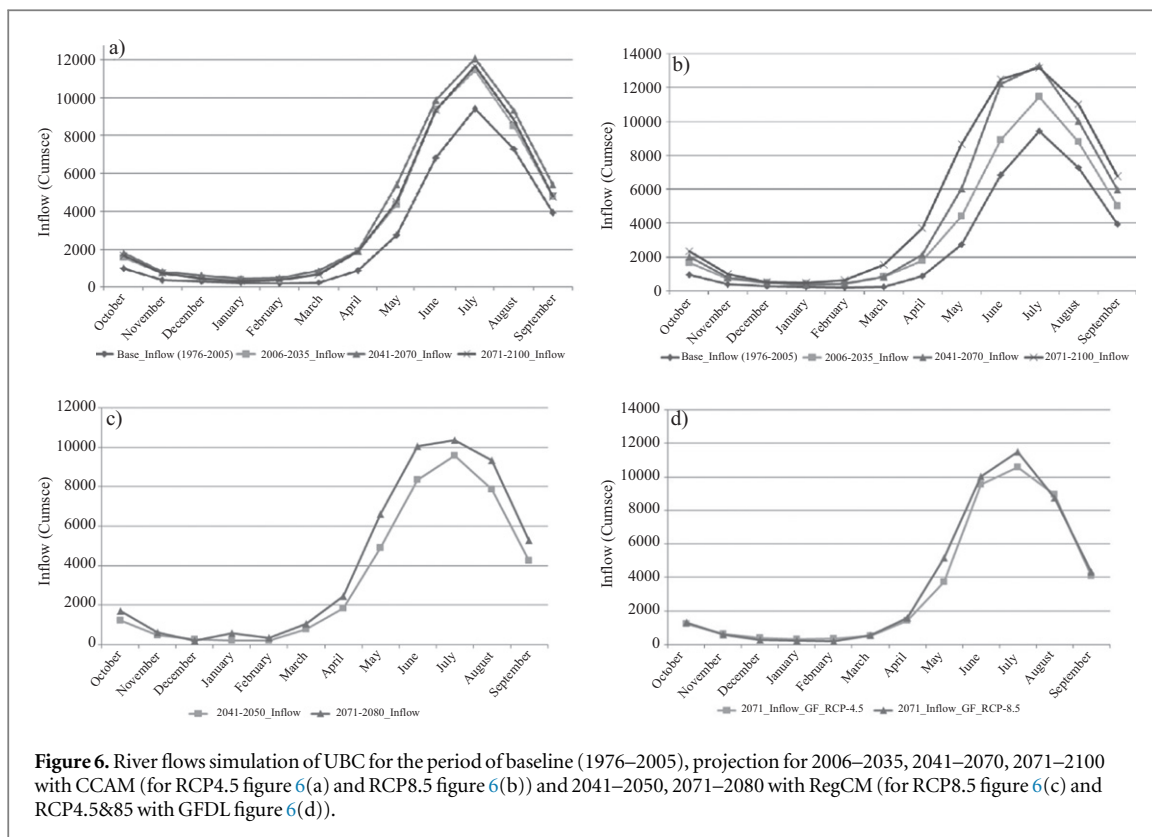 a)
12000
10000
8000
6000
4000
2000
0
Inflow (Cumsce)
October
November
December
January
February
March
April
May
June
July
August
September
Base_Inflow (1976-2005) 2006-2035_Inflow 2041-2070_Inflow 2071-2100_Inflow
b)
14000
12000
10000
8000
6000
4000
2000
0
Inflow (Cumsce)
October
November
December
January
February
March
April
May
June
July
August
September
Base_Inflow (1976-2005) 2006-2035_Inflow 2041-2070_Inflow 2071-2100_Inflow
c)
12000
10000
8000
6000
4000
2000
0
Inflow (Cumsce)
October
November
December
January
February
March
April
May
June
July
August
September
2041-2050_Inflow 2071-2080_Inflow
d)
14000
12000
10000
8000
6000
4000
2000
0
Inflow (Cumsce)
October
November
December
January
February
March
April
May
June
July
August
September
2071_Inflow_GF_RCP-4.5 2071_Inflow_GF_RCP-8.5
Figure 6. River flows simulation of UBC for the period of baseline (1976–2005), projection for 2006–2035, 2041–2070, 2071–2100
with CCAM (for RCP4.5 figure 6(a) and RCP8.5 figure 6(b)) and 2041–2050, 2071–2080 with RegCM (for RCP8.5 figure 6(c) and
RCP4.5&85 with GFDL figure 6(d)).